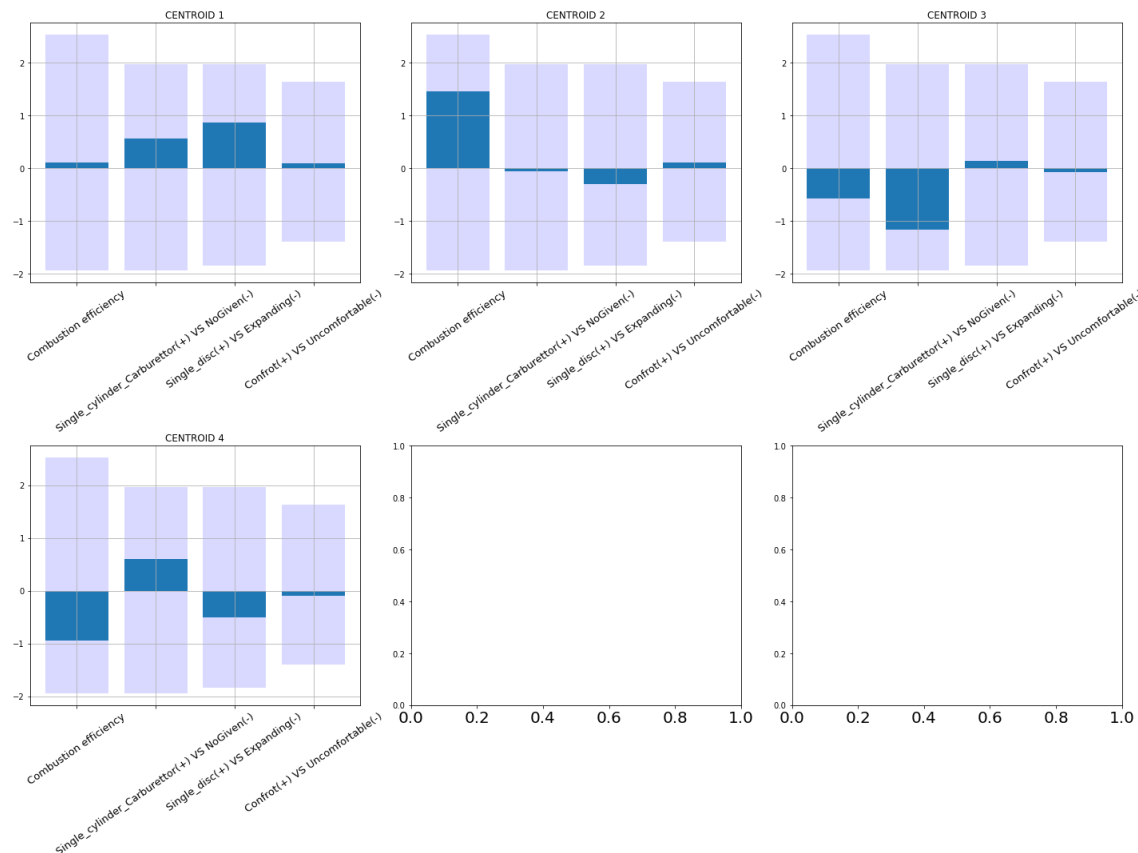 CENTROID 1
2
1
0
−1
−2
Combustion efficiency
Single_cylinder_Carburettor(+) VS NoGiven(-)
Single_disc(+) VS Expanding(-)
Confrot(+) VS Uncomfortable(-)
CENTROID 2
2
1
0
−1
−2
Combustion efficiency
Single_cylinder_Carburettor(+) VS NoGiven(-)
Single_disc(+) VS Expanding(-)
Confrot(+) VS Uncomfortable(-)
CENTROID 3
2
1
0
−1
−2
Combustion efficiency
Single_cylinder_Carburettor(+) VS NoGiven(-)
Single_disc(+) VS Expanding(-)
Confrot(+) VS Uncomfortable(-)
CENTROID 4
2
1
0
−1
−2
Combustion efficiency
Single_cylinder_Carburettor(+) VS NoGiven(-)
Single_disc(+) VS Expanding(-)
Confrot(+) VS Uncomfortable(-)
1.0
0.8
0.6
0.4
0.2
0.0
0.0 0.2 0.4 0.6 0.8 1.0
1.0
0.8
0.6
0.4
0.2
0.0
0.0 0.2 0.4 0.6 0.8 1.0